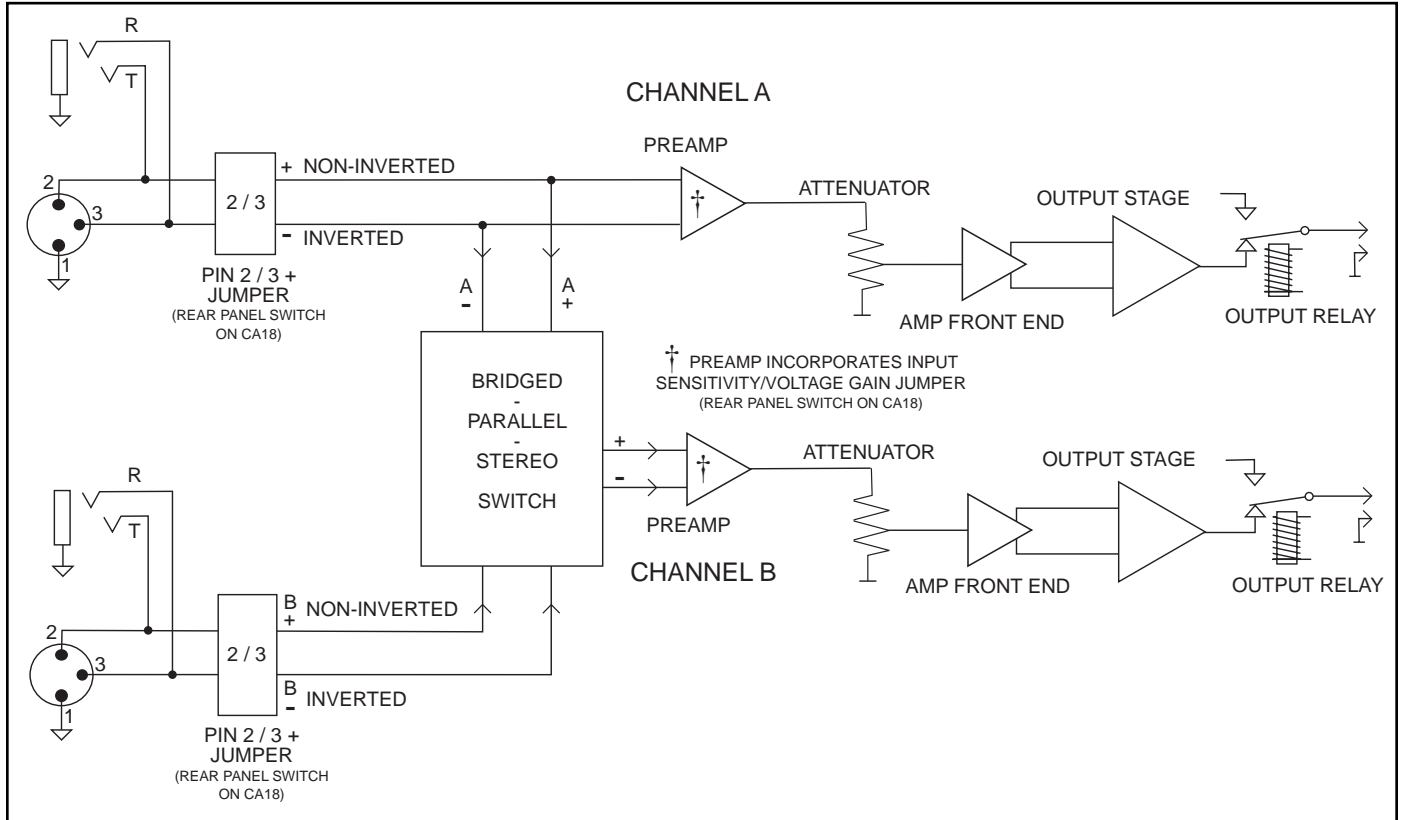 R
T
CHANNEL A
PREAMP
2
3
1
2 / 3
+ NON-INVERTED
- INVERTED
†
ATTENUATOR
OUTPUT STAGE
PIN 2 / 3 +
JUMPER
(REAR PANEL SWITCH
ON CA18)
A
-
A
+
AMP FRONT END
OUTPUT RELAY
† PREAMP INCORPORATES INPUT
SENSITIVITY/VOLTAGE GAIN JUMPER
(REAR PANEL SWITCH ON CA18)
BRIDGED
-
PARALLEL
-
STEREO
SWITCH
+
-
†
PREAMP
ATTENUATOR
OUTPUT STAGE
CHANNEL B
AMP FRONT END
OUTPUT RELAY
R
T
2
3
1
2 / 3
B
+ NON-INVERTED
B
- INVERTED
PIN 2 / 3 +
JUMPER
(REAR PANEL SWITCH
ON CA18)